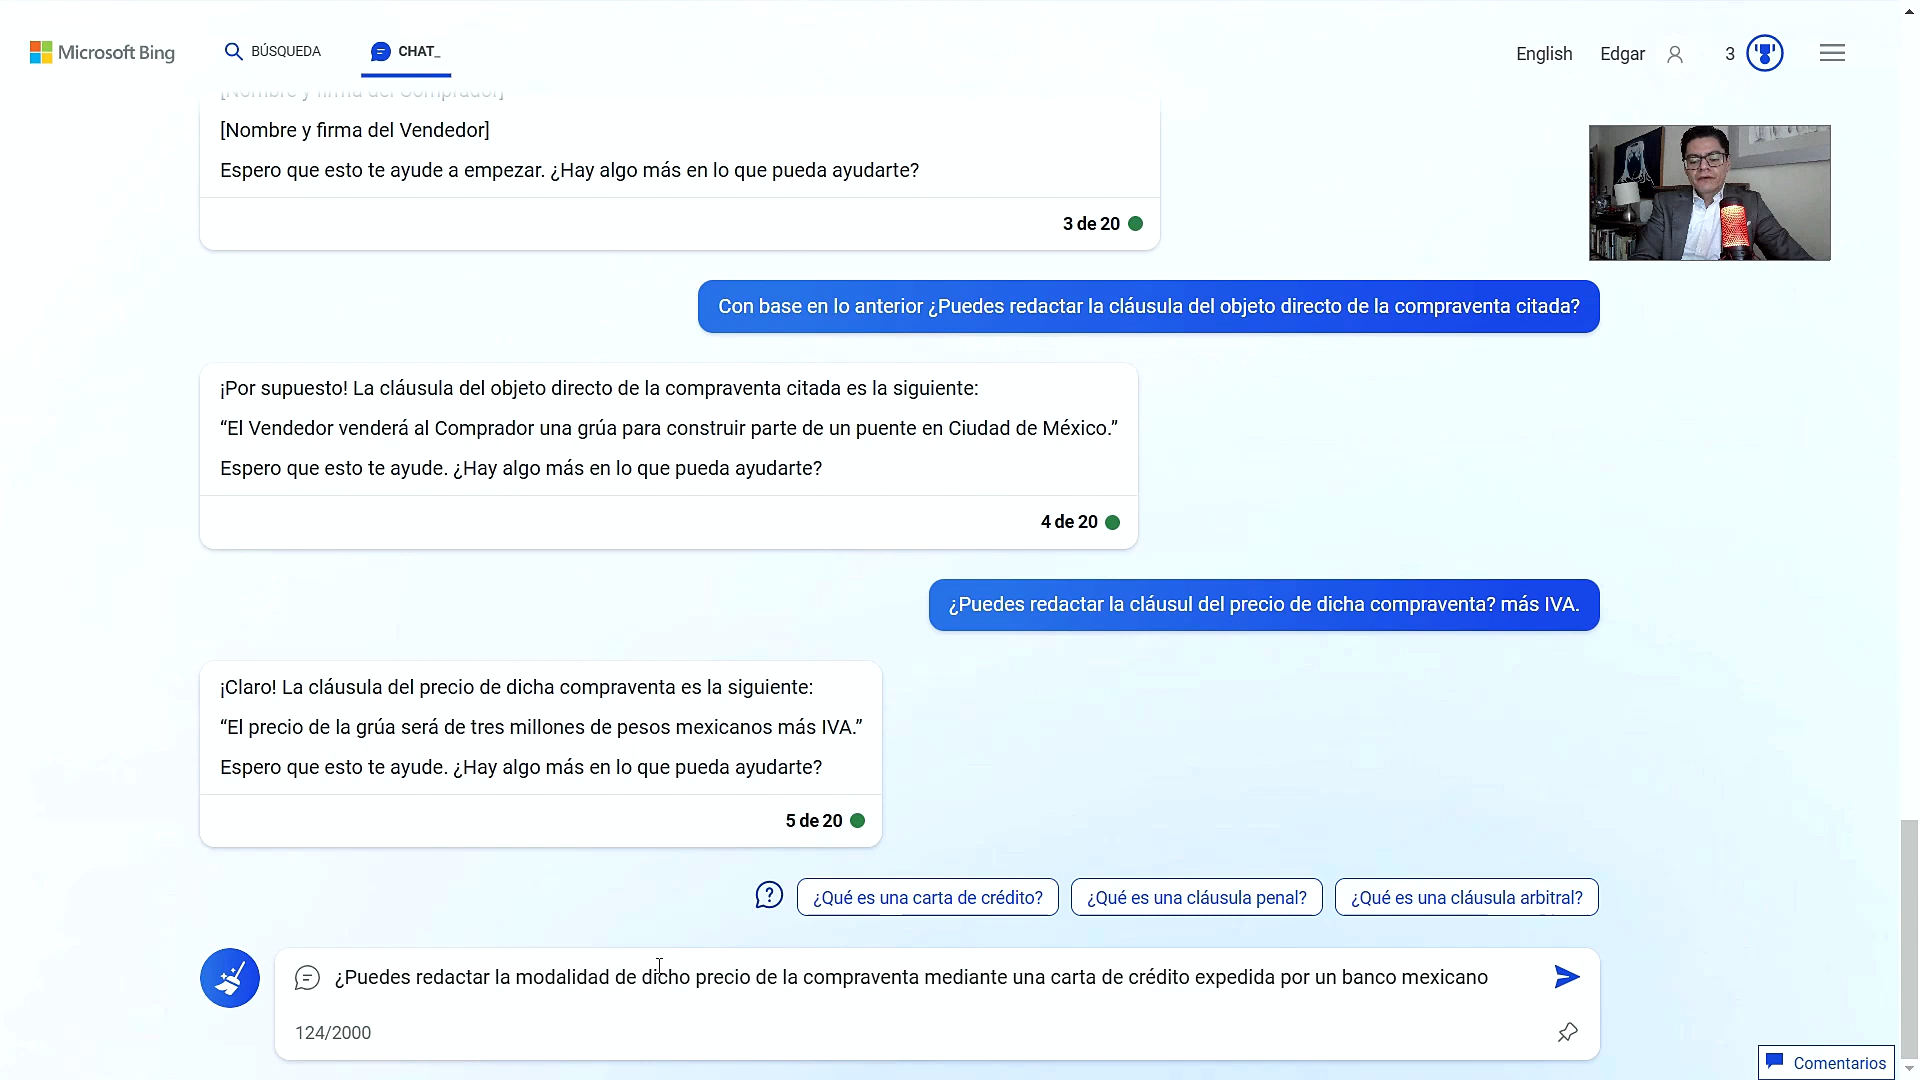 Microsoft Bing
BÚSQUEDA
CHAT_
English
Edgar
3
[Nombre y firma del Comprador]
[Nombre y firma del Vendedor]
Espero que esto te ayude a empezar. ¿Hay algo más en lo que pueda ayudarte?
3 de 20
Con base en lo anterior ¿Puedes redactar la cláusula del objeto directo de la compraventa citada?
¡Por supuesto! La cláusula del objeto directo de la compraventa citada es la siguiente:
“El Vendedor venderá al Comprador una grúa para construir parte de un puente en Ciudad de México.”
Espero que esto te ayude. ¿Hay algo más en lo que pueda ayudarte?
4 de 20
¿Puedes redactar la cláusul del precio de dicha compraventa? más IVA.
¡Claro! La cláusula del precio de dicha compraventa es la siguiente:
“El precio de la grúa será de tres millones de pesos mexicanos más IVA.”
Espero que esto te ayude. ¿Hay algo más en lo que pueda ayudarte?
5 de 20
¿Qué es una carta de crédito?
¿Qué es una cláusula penal?
¿Qué es una cláusula arbitral?
¿Puedes redactar la modalidad de dicho precio de la compraventa mediante una carta de crédito expedida por un banco mexicano
124/2000
Comentarios